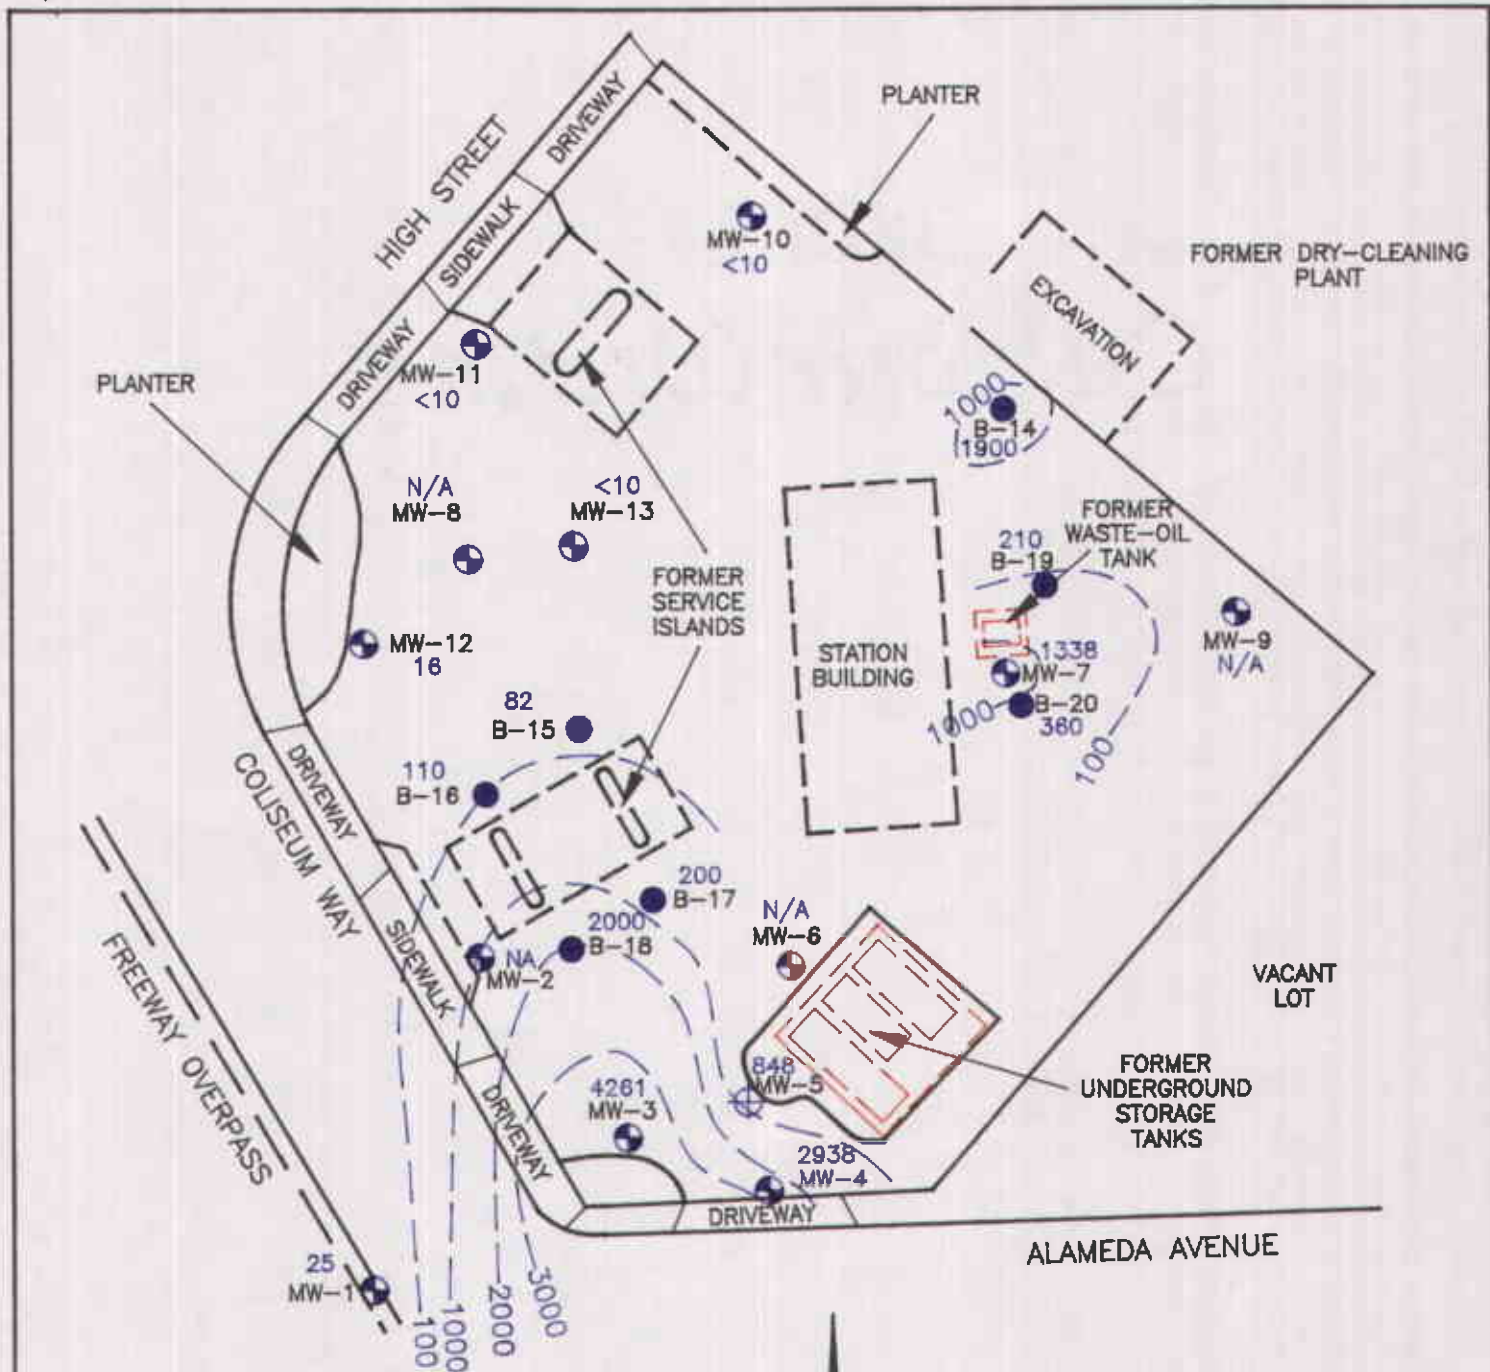 PLANTER
DRIVEWAY
HIGH STREET
SIDEWALK
MW-10
<10
FORMER DRY-CLEANING
PLANT
EXCAVATION
DRIVEWAY
MW-11
<10
PLANTER
1000
B-14
1900
N/A
MW-8
<10
MW-13
FORMER
WASTE-OIL
TANK
210
B-19
FORMER
SERVICE
ISLANDS
MW-12
16
STATION
BUILDING
1338
MW-7
MW-9
N/A
B-20
360
1000
100
82
B-15
110
B-16
DRIVEWAY
COLISEUM WAY
200
B-17
2000
B-18
N/A
MW-6
NA
MW-2
SIDEWALK
FREEWAY OVERPASS
VACANT
LOT
848
MW-5
FORMER
UNDERGROUND
STORAGE
TANKS
4261
MW-3
DRIVEWAY
2938
MW-4
DRIVEWAY
ALAMEDA AVENUE
25
MW-1
100
1000
2000
3000